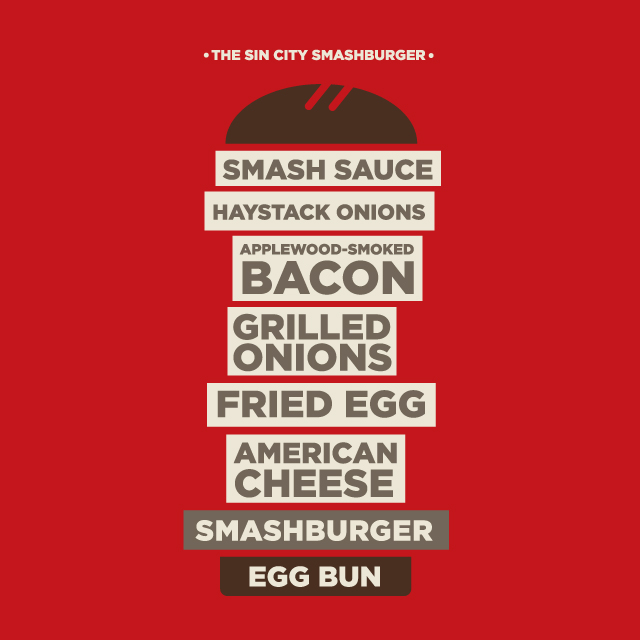 • THE SIN CITY SMASHBURGER •
SMASH SAUCE
HAYSTACK ONIONS
APPLEWOOD-SMOKED
BACON
GRILLED
ONIONS
FRIED EGG
AMERICAN
CHEESE
SMASHBURGER
EGG BUN